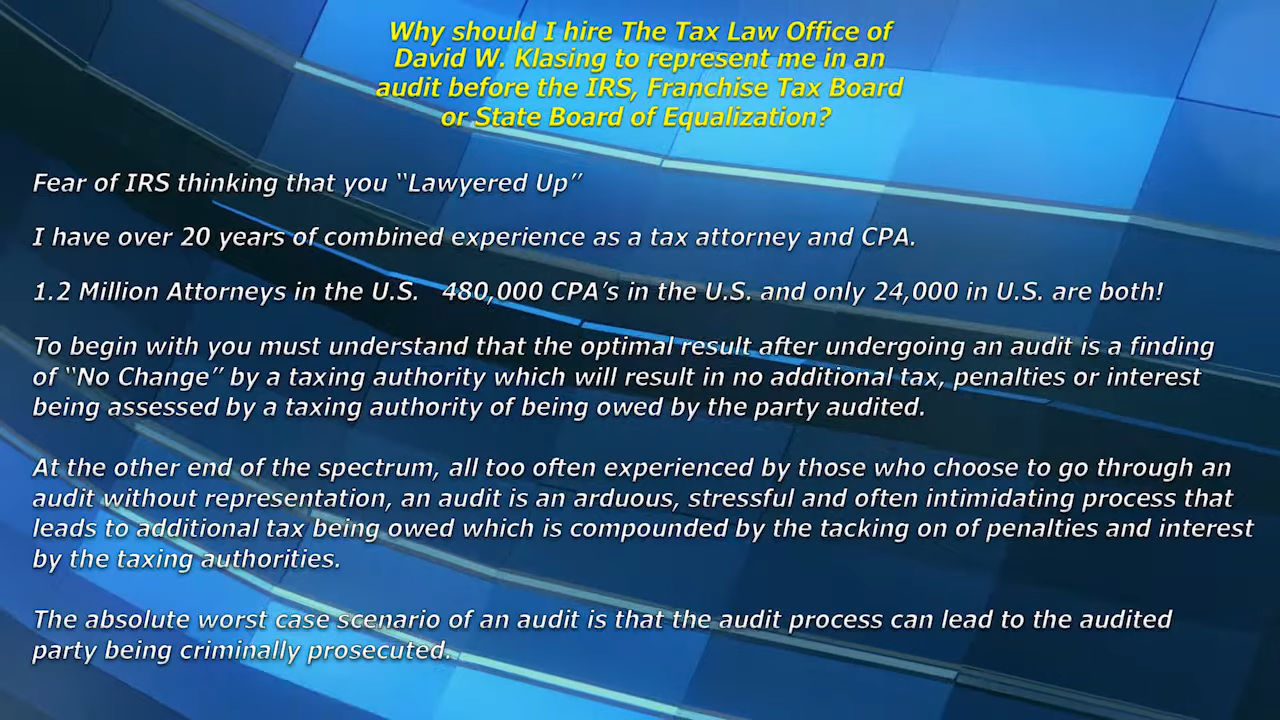 Why should I hire The Tax Law Office of
David W. Klasing to represent me in an
audit before the IRS, Franchise Tax Board
or State Board of Equalization?
Fear of IRS thinking that you “Lawyered Up”
I have over 20 years of combined experience as a tax attorney and CPA.
1.2 Million Attorneys in the U.S.   480,000 CPA’s in the U.S. and only 24,000 in U.S. are both!
To begin with you must understand that the optimal result after undergoing an audit is a finding
of “No Change” by a taxing authority which will result in no additional tax, penalties or interest
being assessed by a taxing authority of being owed by the party audited.
At the other end of the spectrum, all too often experienced by those who choose to go through an
audit without representation, an audit is an arduous, stressful and often intimidating process that
leads to additional tax being owed which is compounded by the tacking on of penalties and interest
by the taxing authorities.
The absolute worst case scenario of an audit is that the audit process can lead to the audited
party being criminally prosecuted.